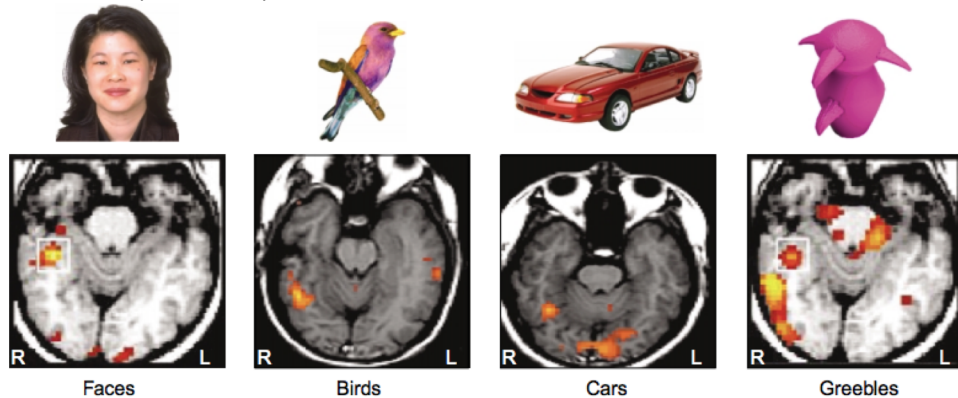 R L
R L
R L
R L
Faces
Birds
Cars
Greebles